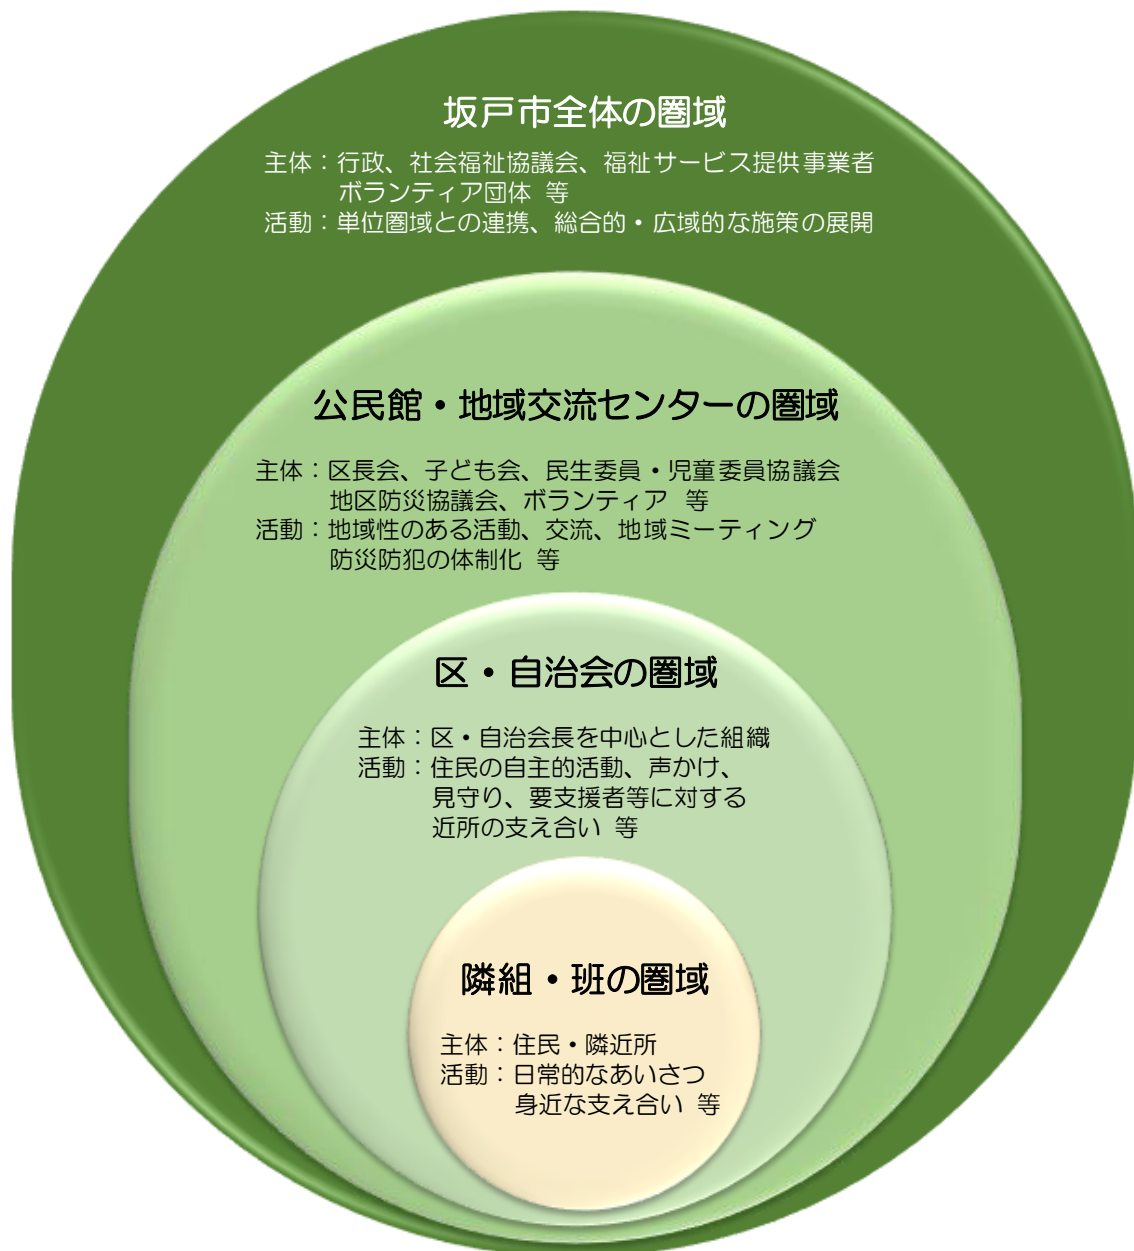 坂戸市全体の圏域
主体：行政、社会福祉協議会、福祉サービス提供事業者
ボランティア団体 等
活動：単位圏域との連携、総合的・広域的な施策の展開
公民館・地域交流センターの圏域
主体：区長会、子ども会、民生委員・児童委員協議会
地区防災協議会、ボランティア 等
活動：地域性のある活動、交流、地域ミーティング
防災防犯の体制化 等
区・自治会の圏域
主体：区・自治会長を中心とした組織
活動：住民の自主的活動、声かけ、
見守り、要支援者等に対する
近所の支え合い 等
隣組・班の圏域
主体：住民・隣近所
活動：日常的なあいさつ
身近な支え合い 等